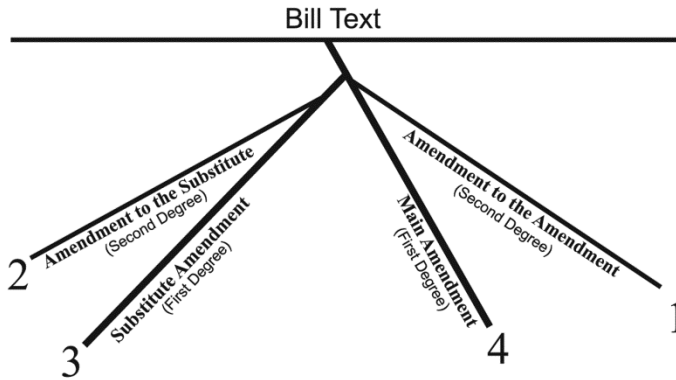 Bill Text
Amendment to the Substitute
(Second Degree)
2
Substitute Amendment
(First Degree)
3
Main Amendment
(First Degree)
4
Amendment to the Amendment
(Second Degree)
1